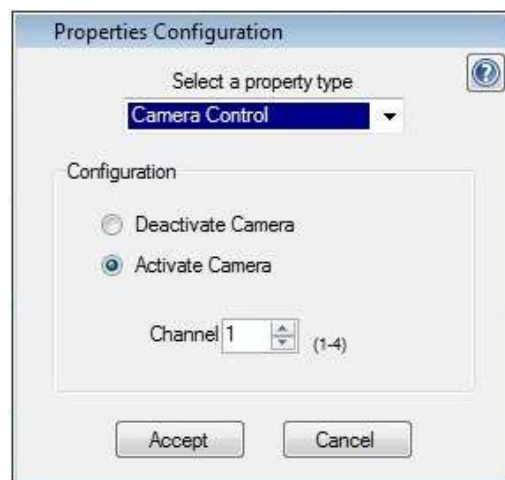 Properties Configuration
Select a property type
?
Camera Control
Configuration
Deactivate Camera
Activate Camera
Channel 1 (1-4)
Accept Cancel